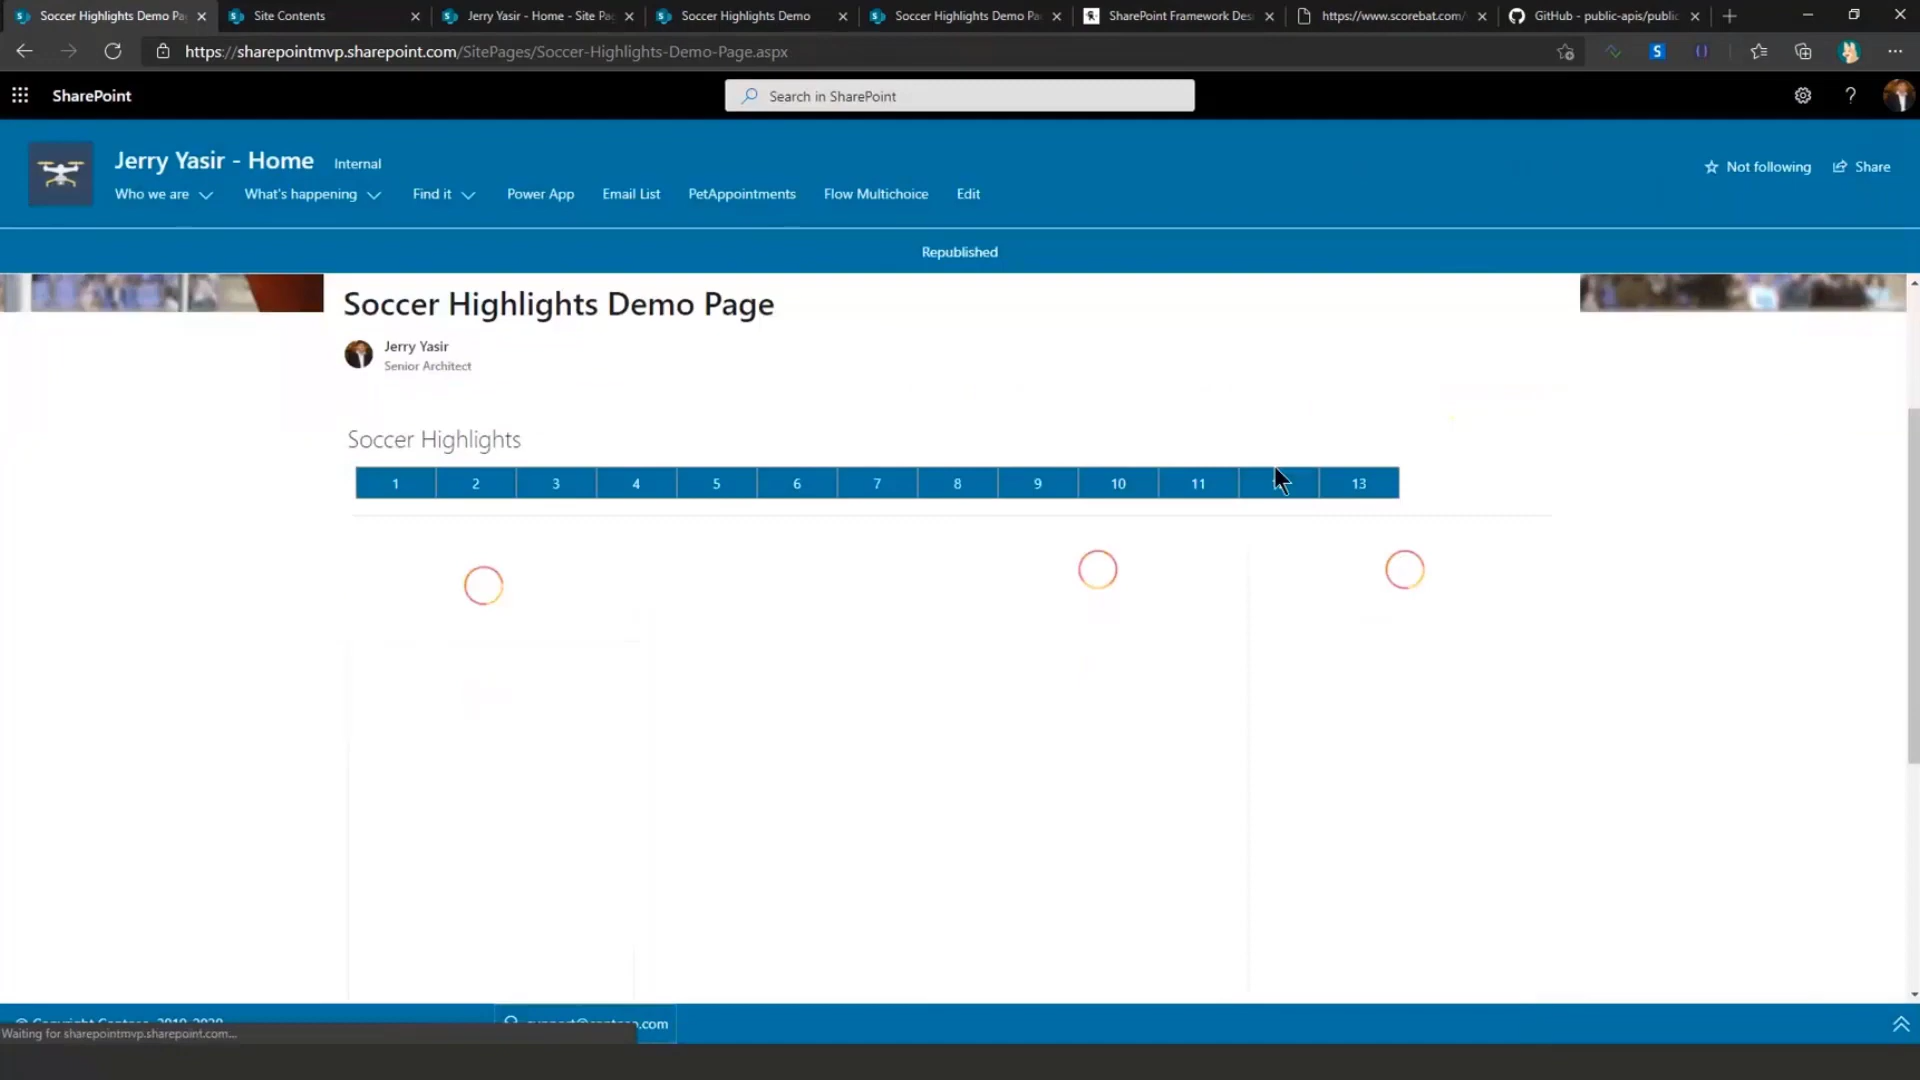 Soccer Highlights Demo Pa
Site Contents
Jerry Yasir - Home - Site Pa
Soccer Highlights Demo
Soccer Highlights Demo Pa
SharePoint Framework Des
https://www.scorebat.com/
GitHub - public-apis/public
https://sharepointmvp.sharepoint.com/SitePages/Soccer-Highlights-Demo-Page.aspx
SharePoint
Search in SharePoint
Jerry Yasir - Home
Internal
Not following
Share
Who we are
What's happening
Find it
Power App
Email List
PetAppointments
Flow Multichoice
Edit
Republished
Soccer Highlights Demo Page
Jerry Yasir
Senior Architect
Soccer Highlights
1 2 3 4 5 6 7 8 9 10 11 13
Waiting for sharepointmvp.sharepoint.com...